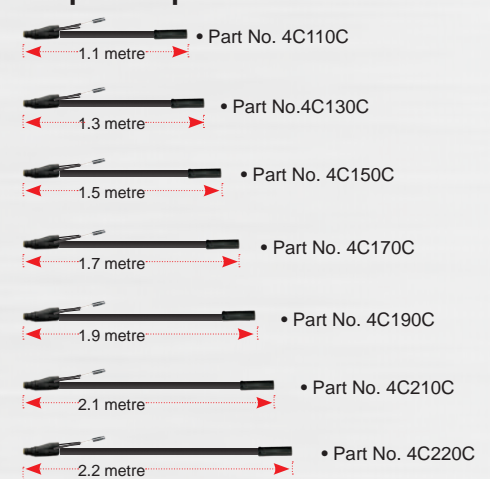 • Part No. 4C110C
1.1 metre
• Part No.4C130C
1.3 metre
• Part No. 4C150C
1.5 metre
• Part No. 4C170C
1.7 metre
• Part No. 4C190C
1.9 metre
• Part No. 4C210C
2.1 metre
• Part No. 4C220C
2.2 metre